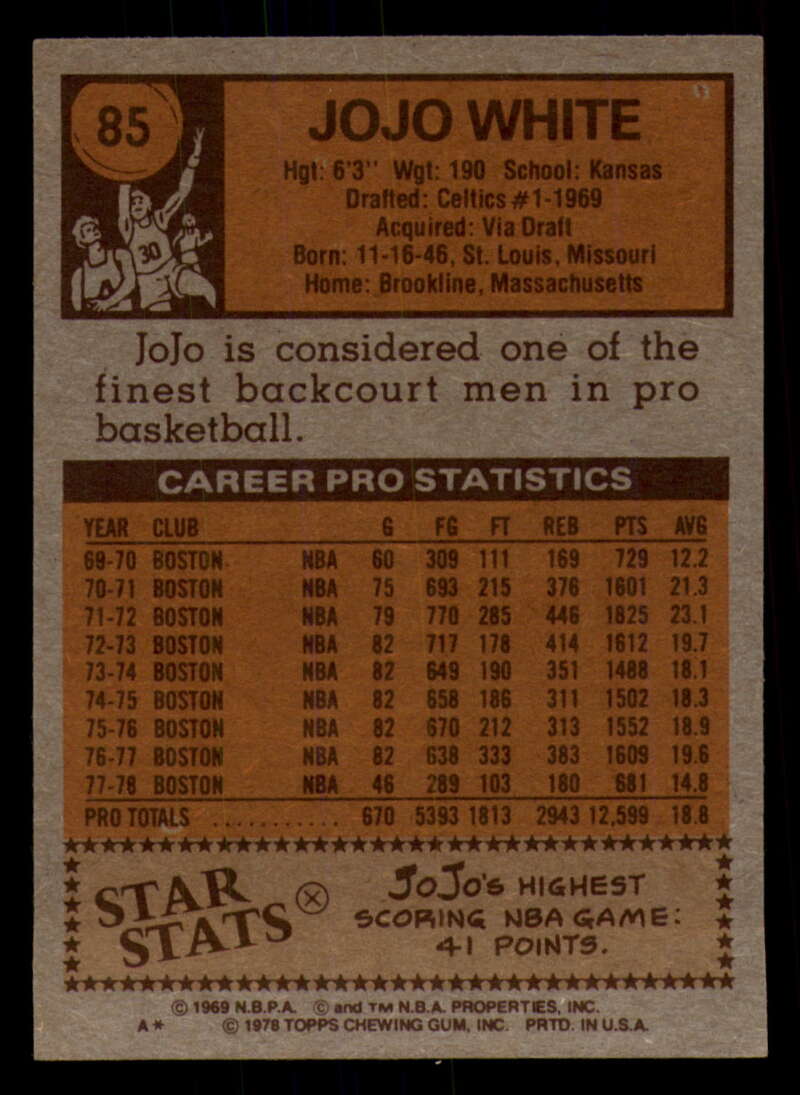 85
30
JOJO WHITE
Hgt: 6'3" Wgt: 190 School: Kansas
Drafted: Celtics #1-1969
Acquired: Via Draft
Born: 11-16-46, St. Louis, Missouri
Home: Brookline, Massachusetts
JoJo is considered one of the
finest backcourt men in pro
basketball.
CAREER PRO STATISTICS
YEAR CLUB G FG FT REB PTS AVG
69-70 BOSTON NBA 60 309 111 169 729 12.2
70-71 BOSTON NBA 75 693 215 376 1601 21.3
71-72 BOSTON NBA 79 770 285 446 1825 23.1
72-73 BOSTON NBA 82 717 178 414 1612 19.7
73-74 BOSTON NBA 82 649 190 351 1488 18.1
74-75 BOSTON NBA 82 658 186 311 1502 18.3
75-76 BOSTON NBA 82 670 212 313 1552 18.9
76-77 BOSTON NBA 82 638 333 383 1609 19.6
77-78 BOSTON NBA 46 289 103 180 681 14.8
PRO TOTALS ........... 670 5393 1813 2943 12,599 18.8
STAR STATS
JoJo's HIGHEST
SCORING NBA GAME:
41 POINTS.
© 1969 N.B.P.A. © and TM N.B.A. PROPERTIES, INC.
A* © 1978 TOPPS CHEWING GUM, INC. PRTD. IN U.S.A.